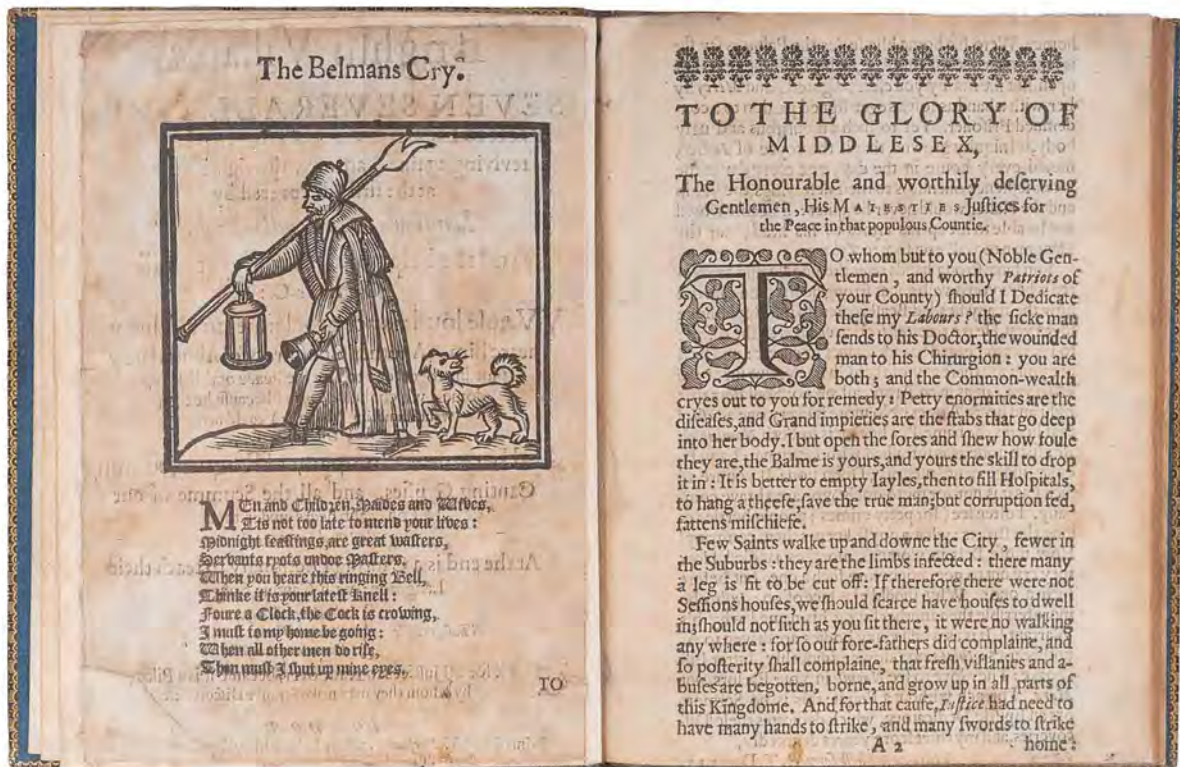 The Belmans Cry.
MEn and Children, Maides and Wives,
Tis not too late to mend your lives:
Midnight feastings, are great wasters,
Servants ryots undoe Masters.
When you heare this ringing Bell,
Thinke it is your latest knell:
Foure a Clock, the Cock is crowing,
I must to my home be going:
When all other men do rise,
Then must I shut up mine eyes.
TO
TO THE GLORY OF
MIDDLESEX,
The Honourable and worthily deſerving
Gentlemen, His MAIESTIES Juſtices for
the Peace in that populous Countie.
TO whom but to you (Noble Gen-
tlemen, and worthy Patriots of
your County) ſhould I Dedicate
theſe my Labours? the ſicke man
ſends to his Doctor, the wounded
man to his Chirurgion: you are
both; and the Common-wealth
cryes out to you for remedy: Petty enormities are the
diſeaſes, and Grand impieties are the ſtabs that go deep
into her body. I but open the ſores and ſhew how foule
they are, the Balme is yours, and yours the skill to drop
it in: It is better to empty Iayles, then to fill Hoſpitals,
to hang a theefe, ſave the true man; but corruption fed,
fattens miſchiefe.
Few Saints walke up and downe the City, fewer in
the Suburbs: they are the limbs infected: there many
a leg is fit to be cut off: If therefore there were not
Seſſions houſes, we ſhould ſcarce have houſes to dwell
in; ſhould not ſuch as you ſit there, it were no walking
any where: for ſo our fore-fathers did complaine, and
ſo poſterity ſhall complaine, that freſh villanies and a-
buſes are begotten, borne, and grow up in all parts of
this Kingdome. And for that cauſe, Iuſtice had need to
have many hands to ſtrike, and many ſwords to ſtrike
A 2 home: